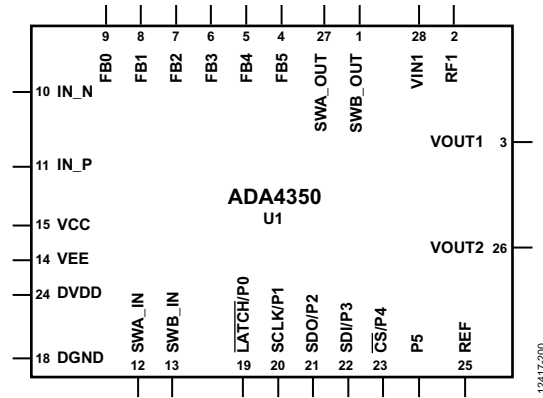 9 8 7 6 5 4 27 1 28 2
FB0 FB1 FB2 FB3 FB4 FB5 SWA_OUT SWB_OUT VIN1 RF1
10 IN_N
VOUT1 3
11 IN_P
ADA4350
U1
15 VCC
VOUT2 26
14 VEE
24 DVDD
18 DGND
SWA_IN SWB_IN LATCH/P0 SCLK/P1 SDO/P2 SDI/P3 CS/P4 P5 REF
12 13 19 20 21 22 23 16 25
12417-200